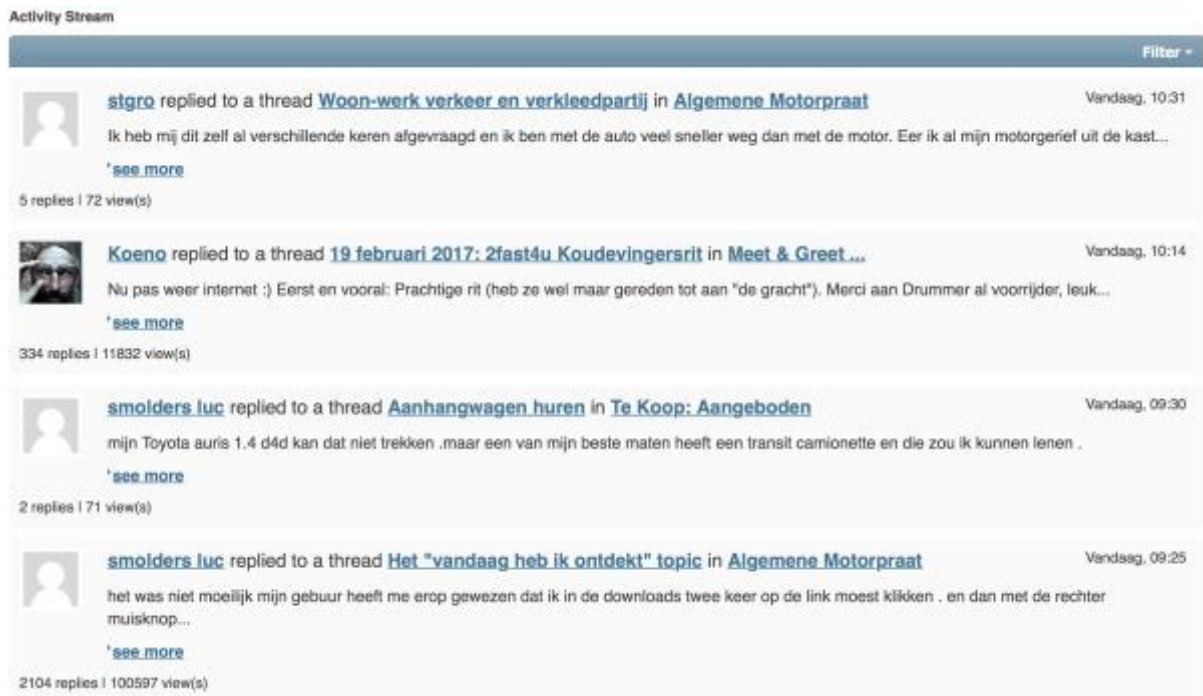 Activity Stream
Filter
stgro replied to a thread Woon-werk verkeer en verkleedpartij in Algemene Motorpraat
Vandaag, 10:31
Ik heb mij dit zelf al verschillende keren afgevraagd en ik ben met de auto veel sneller weg dan met de motor. Eer ik al mijn motorgerief uit de kast...
see more
5 replies | 72 view(s)
Koeno replied to a thread 19 februari 2017: 2fast4u Koudevingersrit in Meet & Greet ...
Vandaag, 10:14
Nu pas weer internet :) Eerst en vooral: Prachtige rit (heb ze wel maar gereden tot aan "de gracht"). Merci aan Drummer al voorrijder, leuk...
see more
334 replies | 11832 view(s)
smolders luc replied to a thread Aanhangwagen huren in Te Koop: Aangeboden
Vandaag, 09:30
mijn Toyota auris 1.4 d4d kan dat niet trekken .maar een van mijn beste maten heeft een transit camionette en die zou ik kunnen lenen .
see more
2 replies | 71 view(s)
smolders luc replied to a thread Het "vandaag heb ik ontdekt" topic in Algemene Motorpraat
Vandaag, 09:25
het was niet moeilijk mijn gebuur heeft me erop gewezen dat ik in de downloads twee keer op de link moest klikken . en dan met de rechter
muisknop...
see more
2104 replies | 100597 view(s)